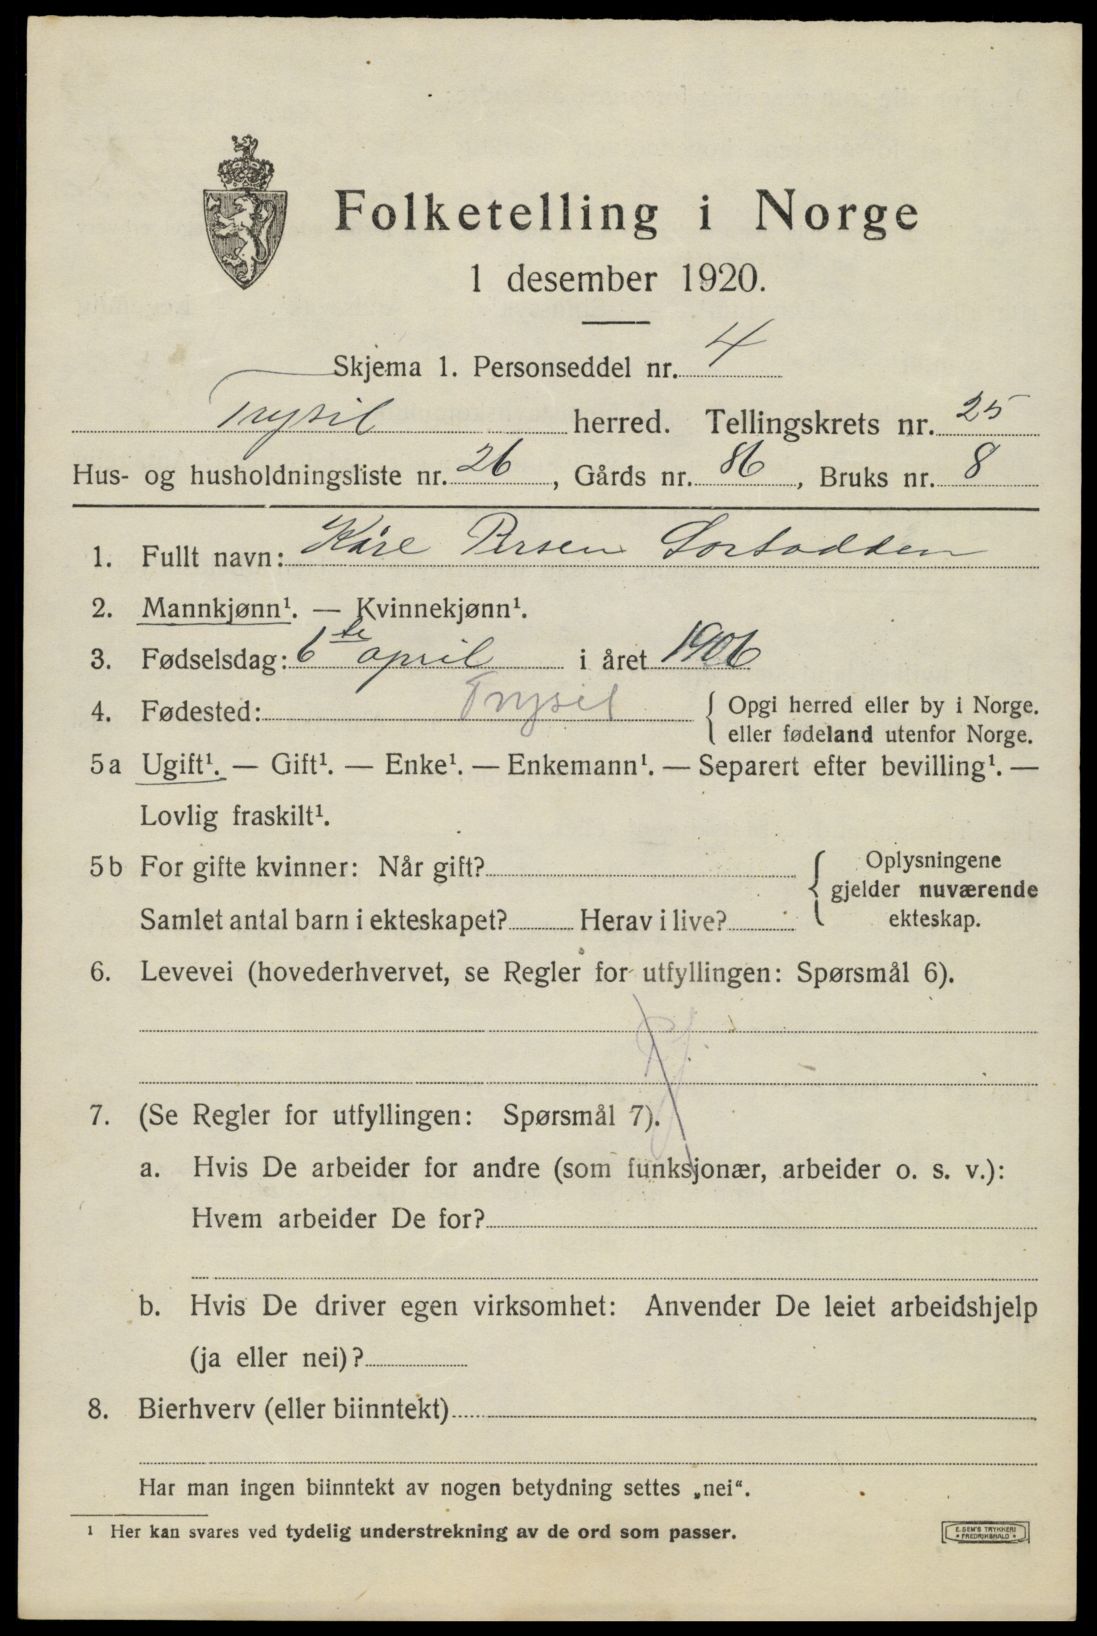 Folketelling i Norge
1 desember 1920.
Skjema 1. Personseddel nr. 4
Trysil herred. Tellingskrets nr. 25
Hus- og husholdningsliste nr. 26, Gårds nr. 86, Bruks nr. 8
1. Fullt navn: Kåre Persen
2. Mannkjønn¹. — Kvinnekjønn¹.
3. Fødselsdag: 6te april i året 1906
4. Fødested: Trysil { Opgi herred eller by i Norge.
eller fødeland utenfor Norge.
5 a Ugift¹. — Gift¹. — Enke¹. — Enkemann¹. — Separert efter bevilling¹. —
Lovlig fraskilt¹.
5 b For gifte kvinner: Når gift? { Oplysningene
gjelder nuværende
Samlet antal barn i ekteskapet? Herav i live? ekteskap.
6. Levevei (hovederhvervet, se Regler for utfyllingen: Spørsmål 6).
7. (Se Regler for utfyllingen: Spørsmål 7).
a. Hvis De arbeider for andre (som funksjonær, arbeider o. s. v.):
Hvem arbeider De for?
b. Hvis De driver egen virksomhet: Anvender De leiet arbeidshjelp
(ja eller nei)?
8. Bierhverv (eller biinntekt)
Har man ingen biinntekt av nogen betydning settes „nei".
¹ Her kan svares ved tydelig understrekning av de ord som passer.
E. SEM'S TRYKKERI
FREDRIKSHALD